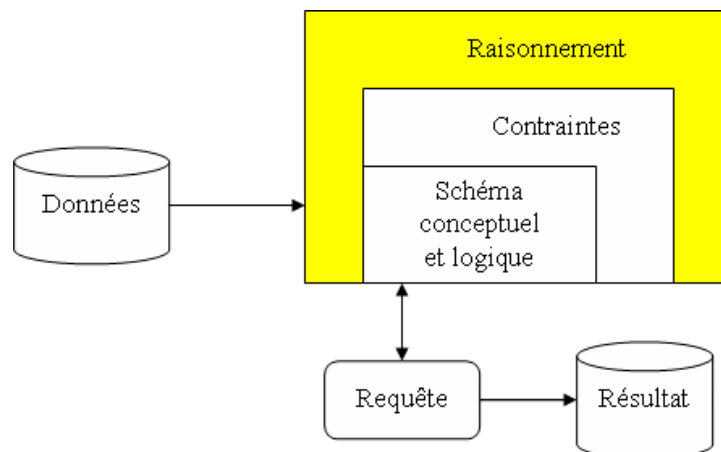 Raisonnement
Contraintes
Données
Schéma
conceptuel
et logique
Requête
Résultat